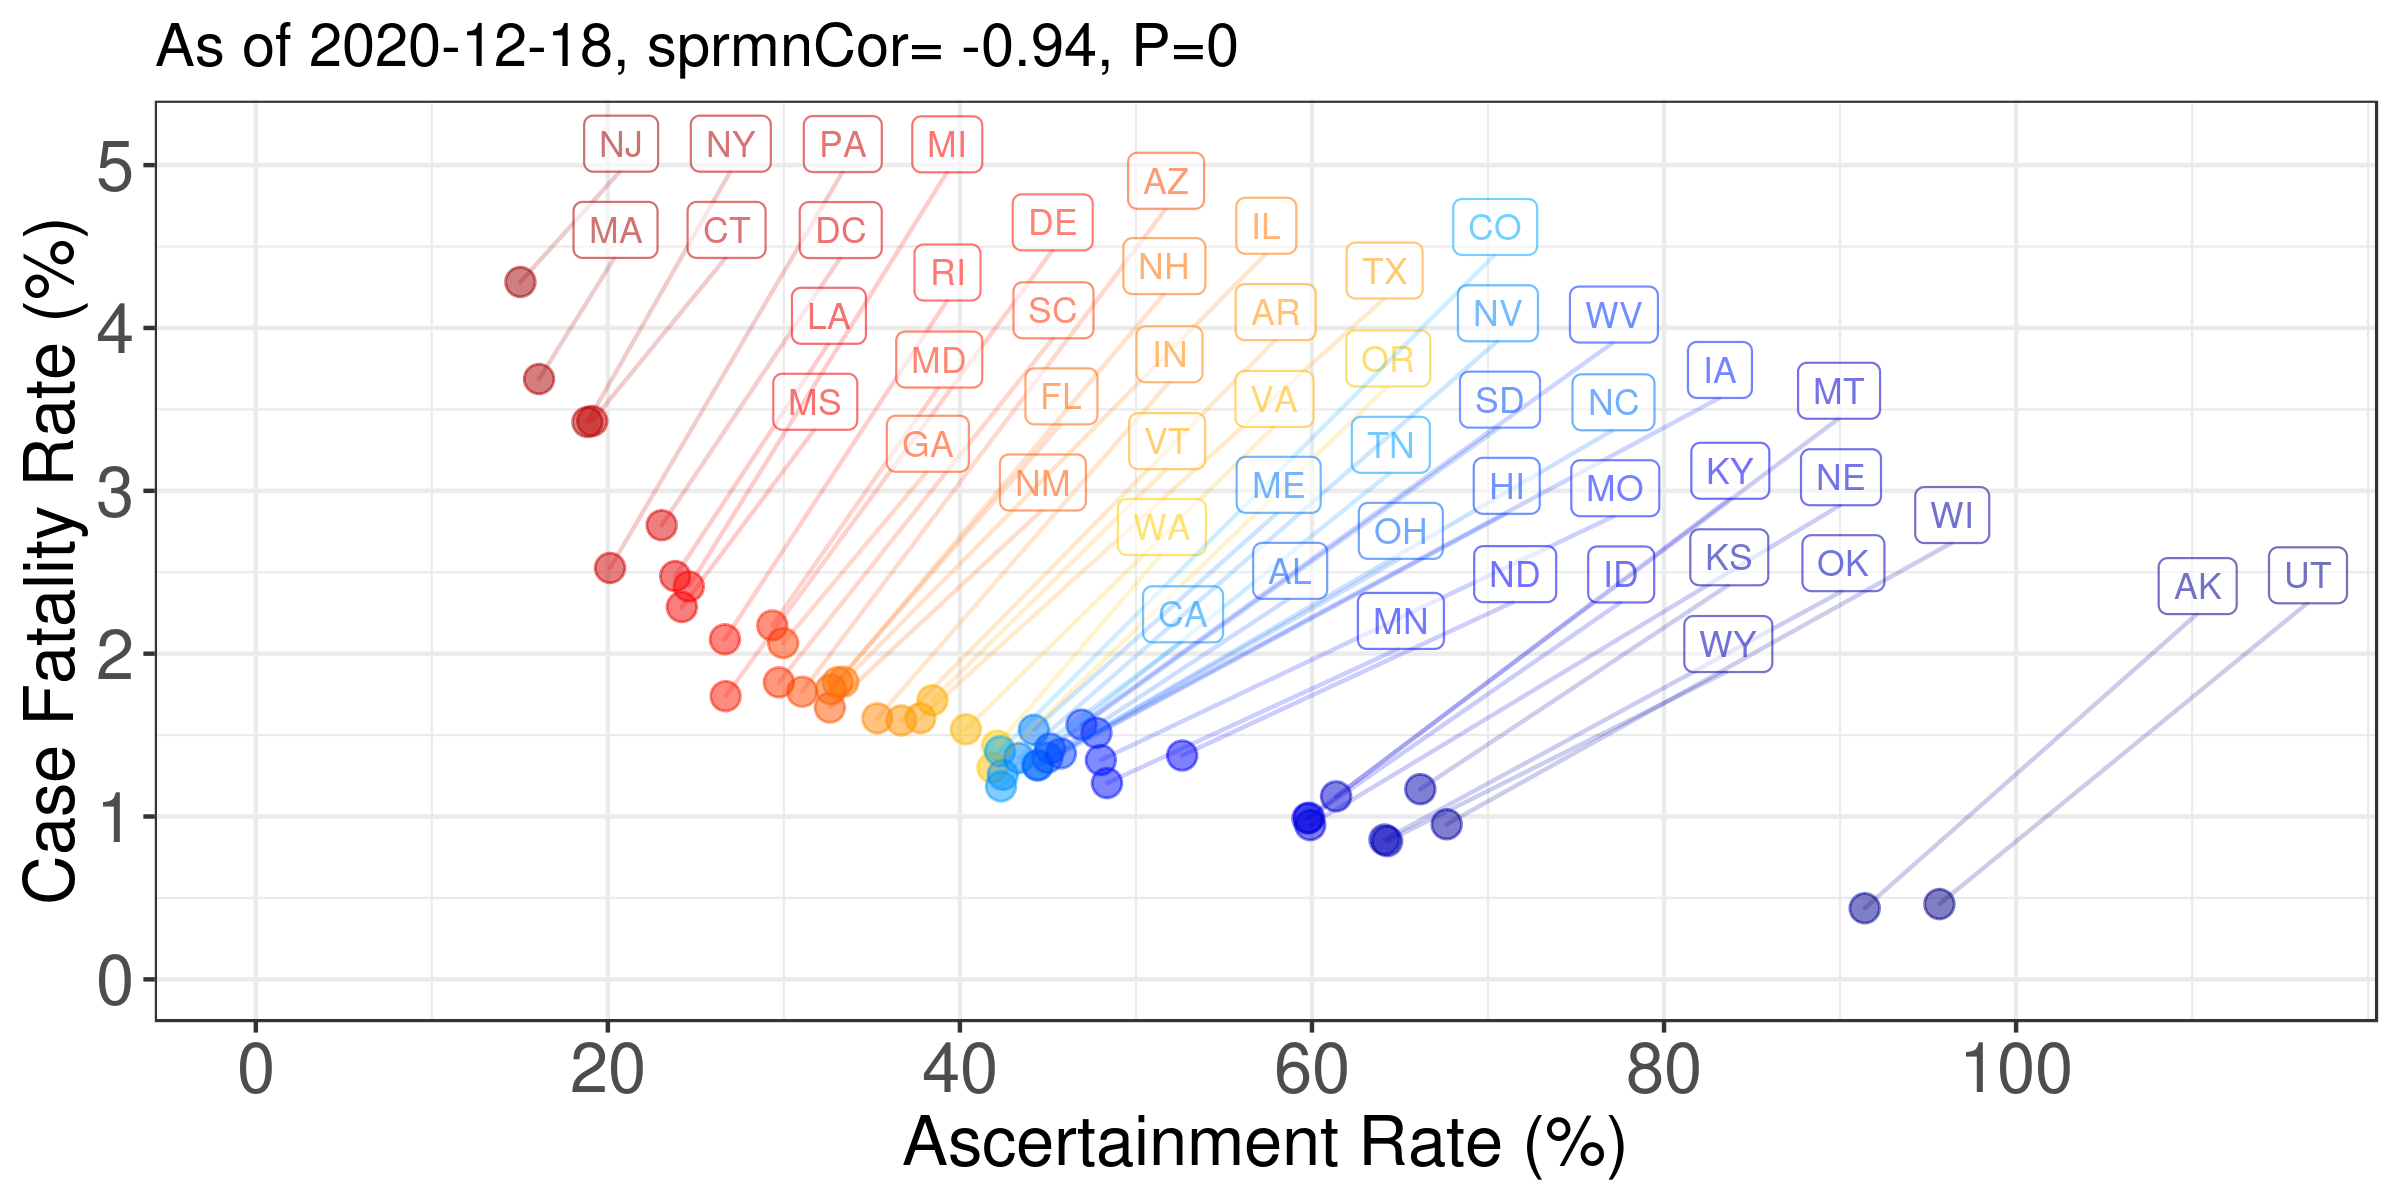 As of 2020-12-18, sprmnCor= -0.94, P=0
Case Fatality Rate (%)
5
4
3
2
1
0
NJ
NY
PA
MI
AZ
DE
IL
CO
MA
CT
DC
RI
NH
TX
LA
SC
AR
NV
WV
MD
IN
OR
IA
MS
FL
VA
SD
NC
MT
GA
VT
TN
NM
ME
HI
MO
KY
NE
WA
OH
WI
AL
ND
ID
KS
OK
CA
MN
WY
AK
UT
0
20
40
60
80
100
Ascertainment Rate (%)